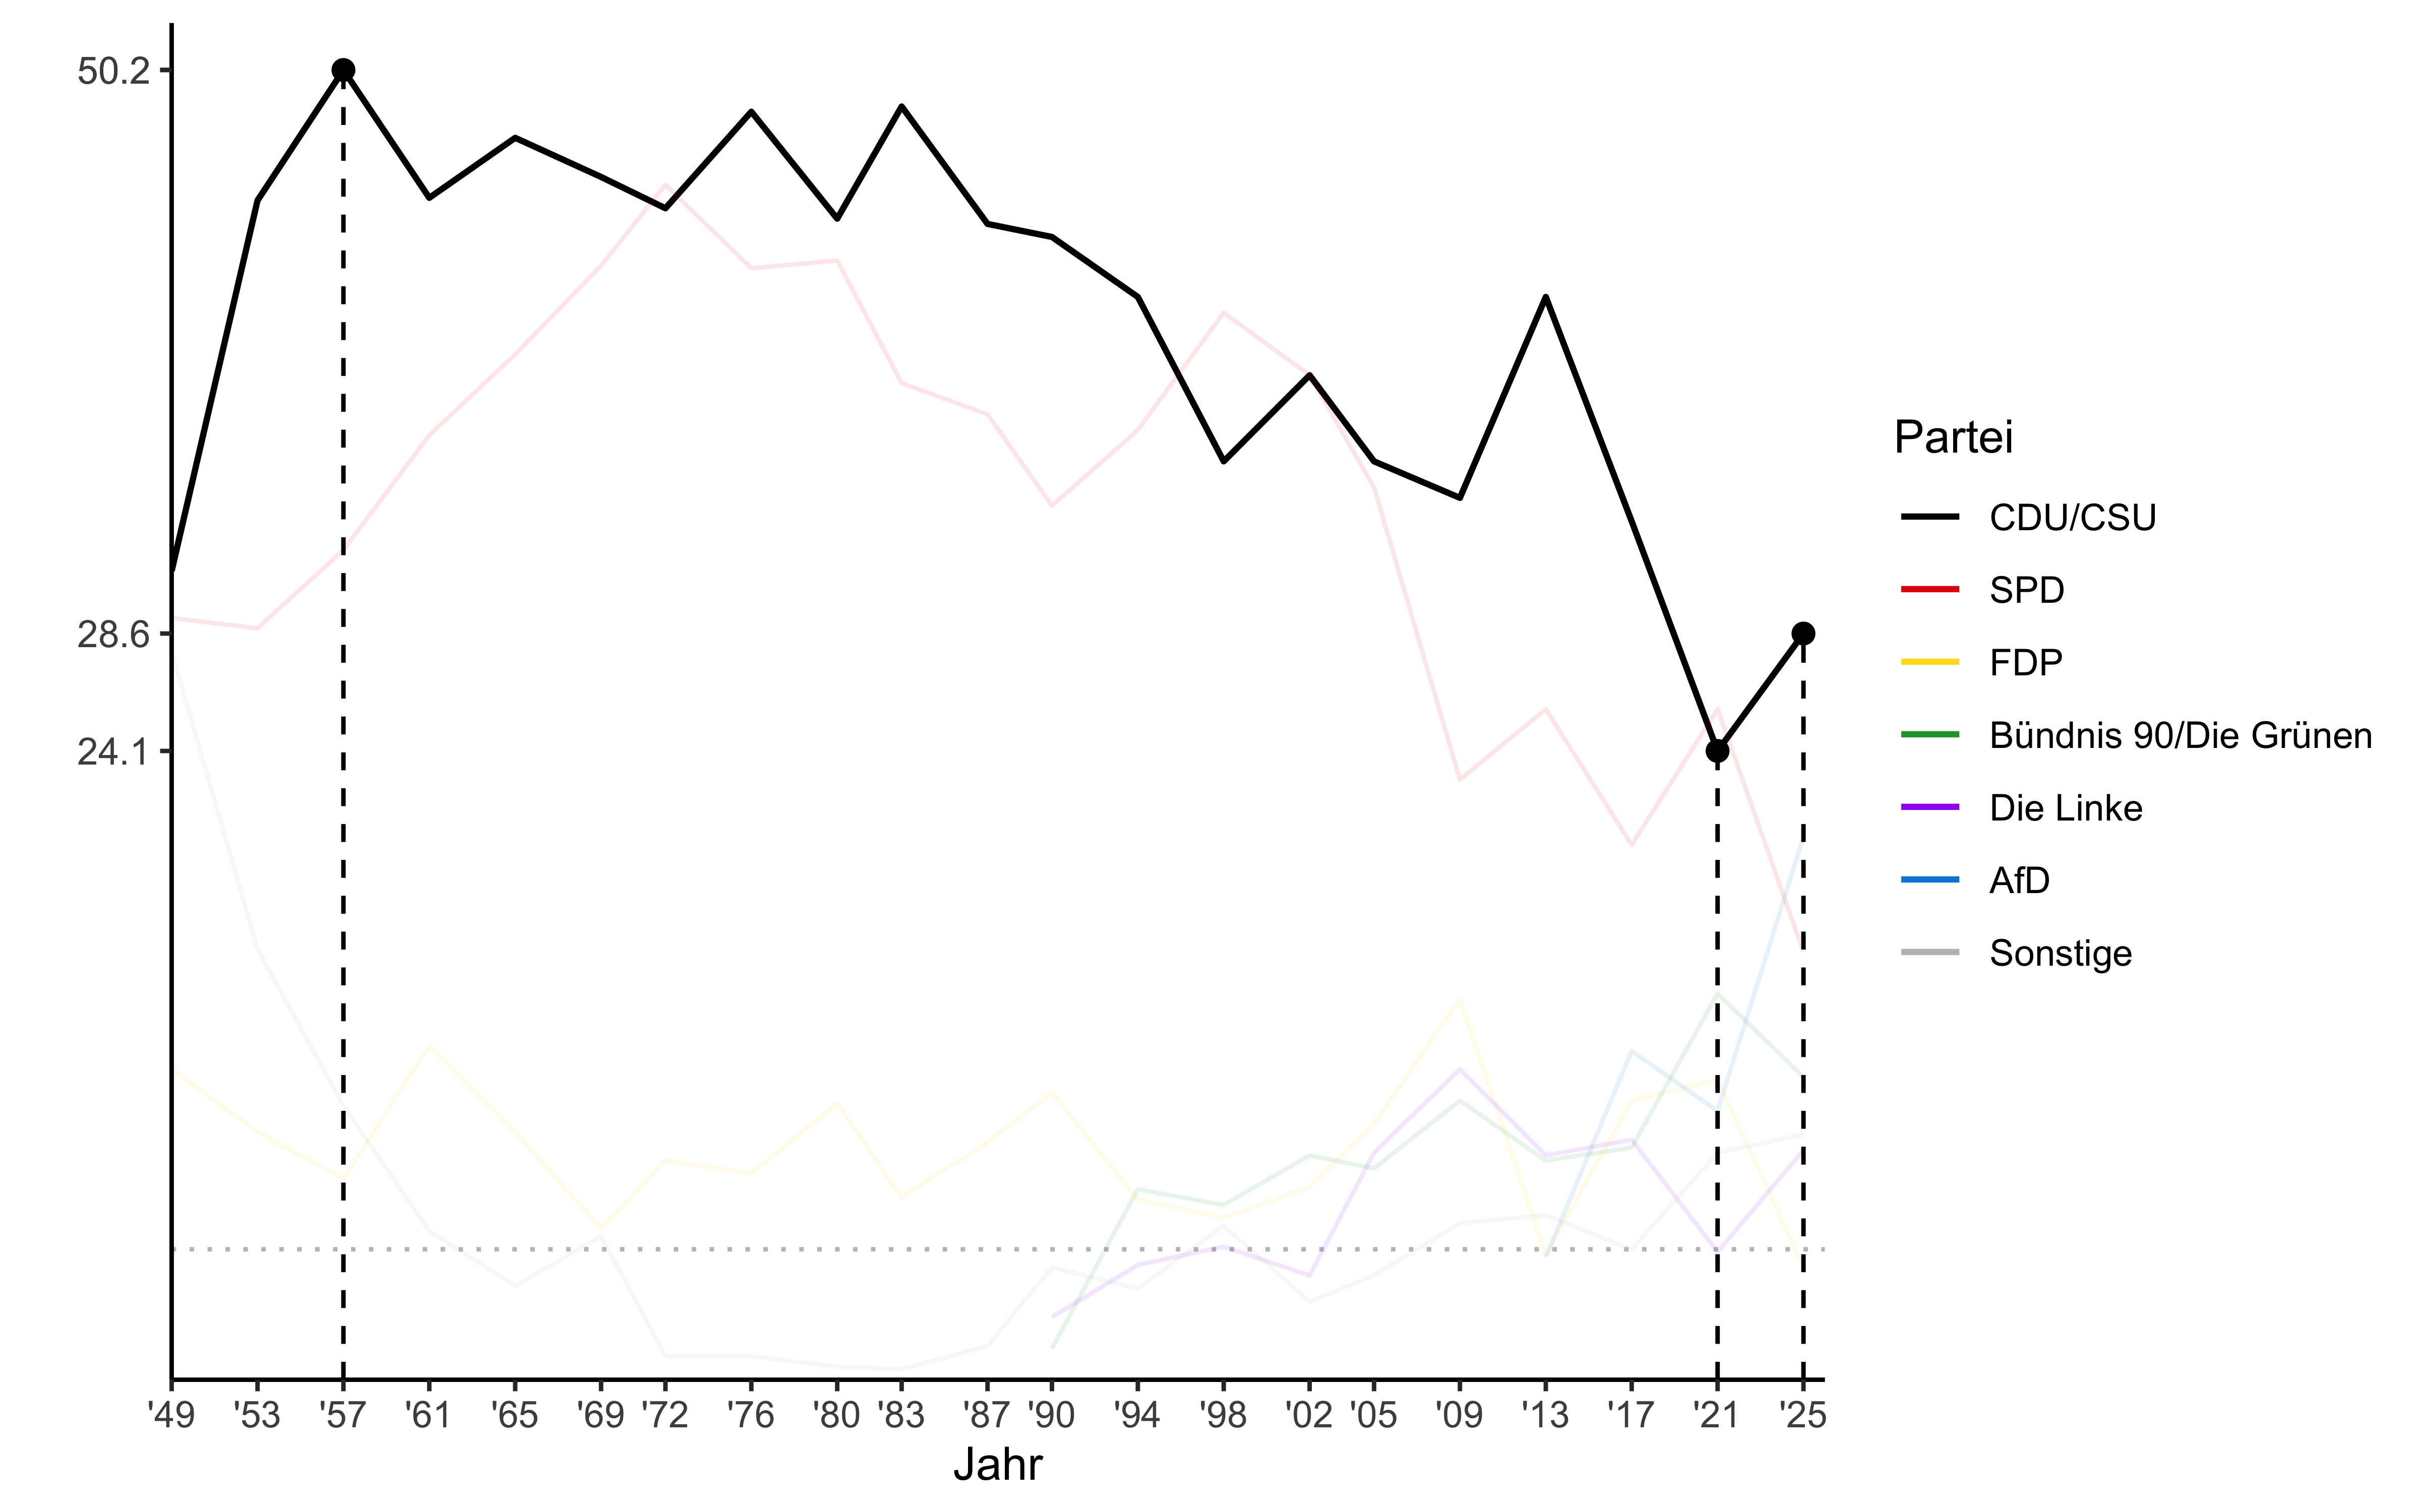 50.2
28.6
24.1
'49 '53 '57 '61 '65 '69 '72 '76 '80 '83 '87 '90 '94 '98 '02 '05 '09 '13 '17 '21 '25
Jahr
Partei
CDU/CSU
SPD
FDP
Bündnis 90/Die Grünen
Die Linke
AfD
Sonstige